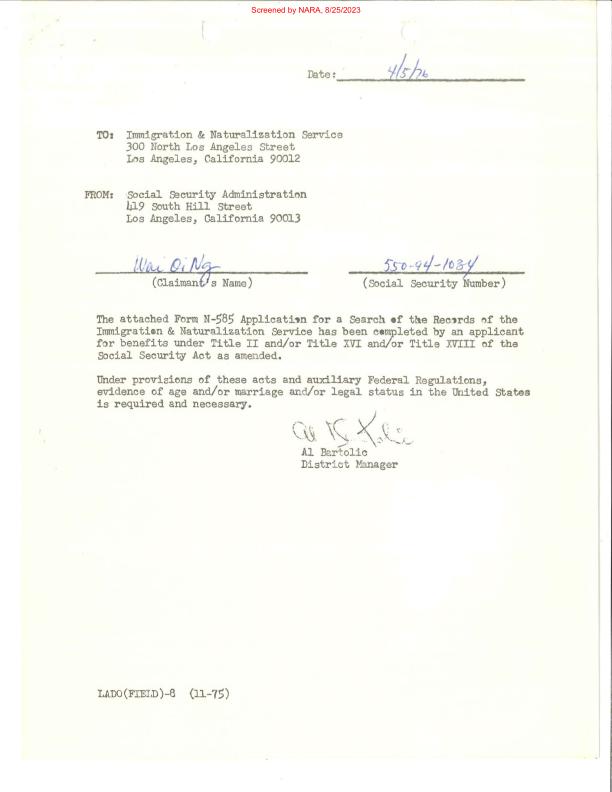 Screened by NARA, 8/25/2023
Date: 4/5/76
TO: Immigration & Naturalization Service
300 North Los Angeles Street
Los Angeles, California 90012
FROM: Social Security Administration
419 South Hill Street
Los Angeles, California 90013
Wai Oi Ng 550-94-1034
(Claimant's Name) (Social Security Number)
The attached Form N-585 Application for a Search of the Records of the
Immigration & Naturalization Service has been completed by an applicant
for benefits under Title II and/or Title XVI and/or Title XVIII of the
Social Security Act as amended.
Under provisions of these acts and auxiliary Federal Regulations,
evidence of age and/or marriage and/or legal status in the United States
is required and necessary.
Al Bartolic
District Manager
LADO(FIELD)-8 (11-75)